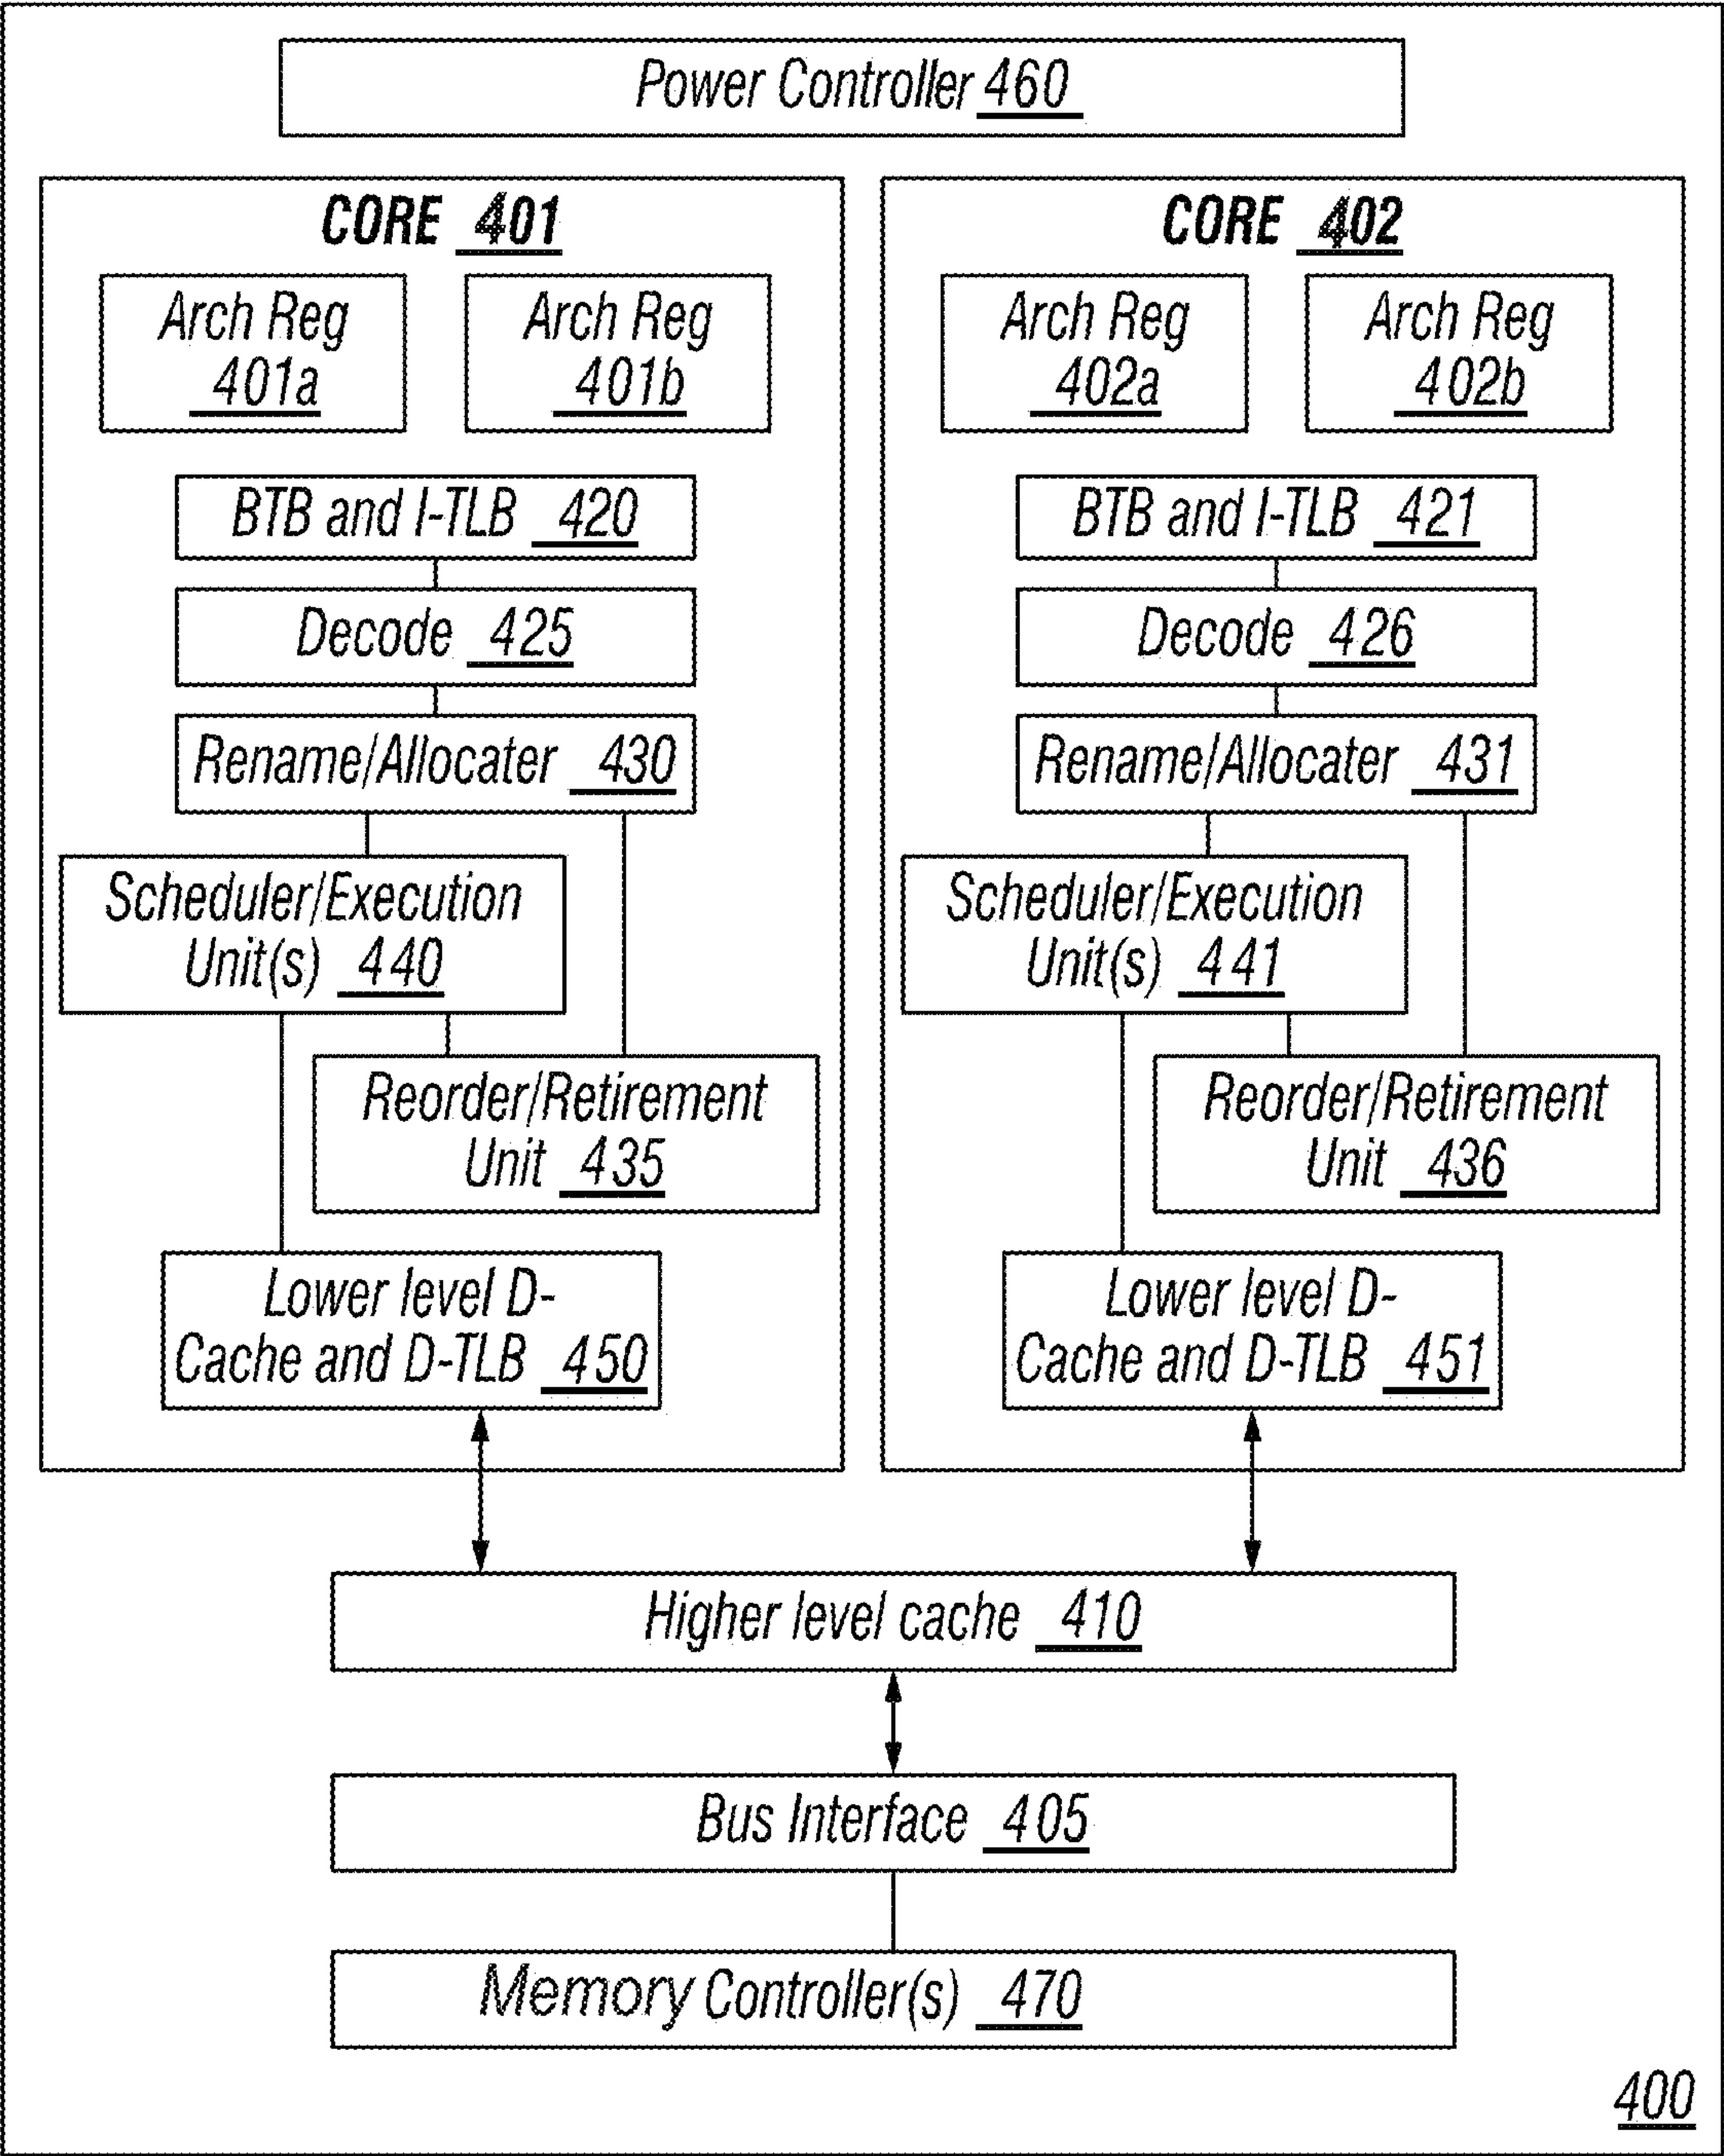 Power Controller 460
CORE 401
Arch Reg
401a
Arch Reg
401b
BTB and I-TLB 420
Decode 425
Rename/Allocater 430
Scheduler/Execution
Unit(s) 440
Reorder/Retirement
Unit 435
Lower level D-
Cache and D-TLB 450
CORE 402
Arch Reg
402a
Arch Reg
402b
BTB and I-TLB 421
Decode 426
Rename/Allocater 431
Scheduler/Execution
Unit(s) 441
Reorder/Retirement
Unit 436
Lower level D-
Cache and D-TLB 451
Higher level cache 410
Bus Interface 405
Memory Controller(s) 470
400